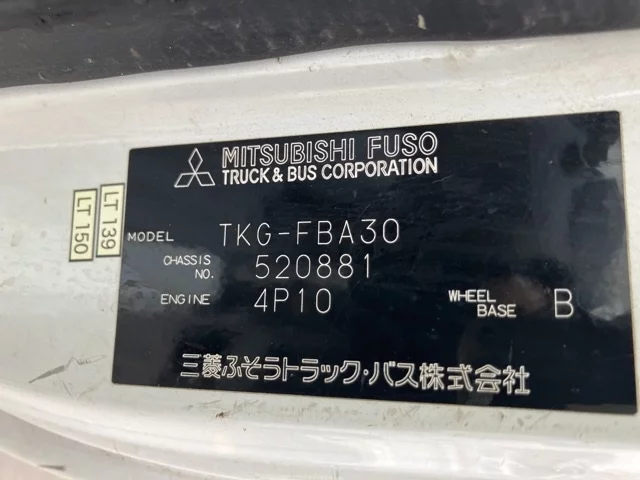 MITSUBISHI FUSO
TRUCK & BUS CORPORATION
LT 139
LT 150
MODEL TKG-FBA30
CHASSIS NO. 520881
ENGINE 4P10 WHEEL BASE B
三菱ふそうトラック・バス株式会社